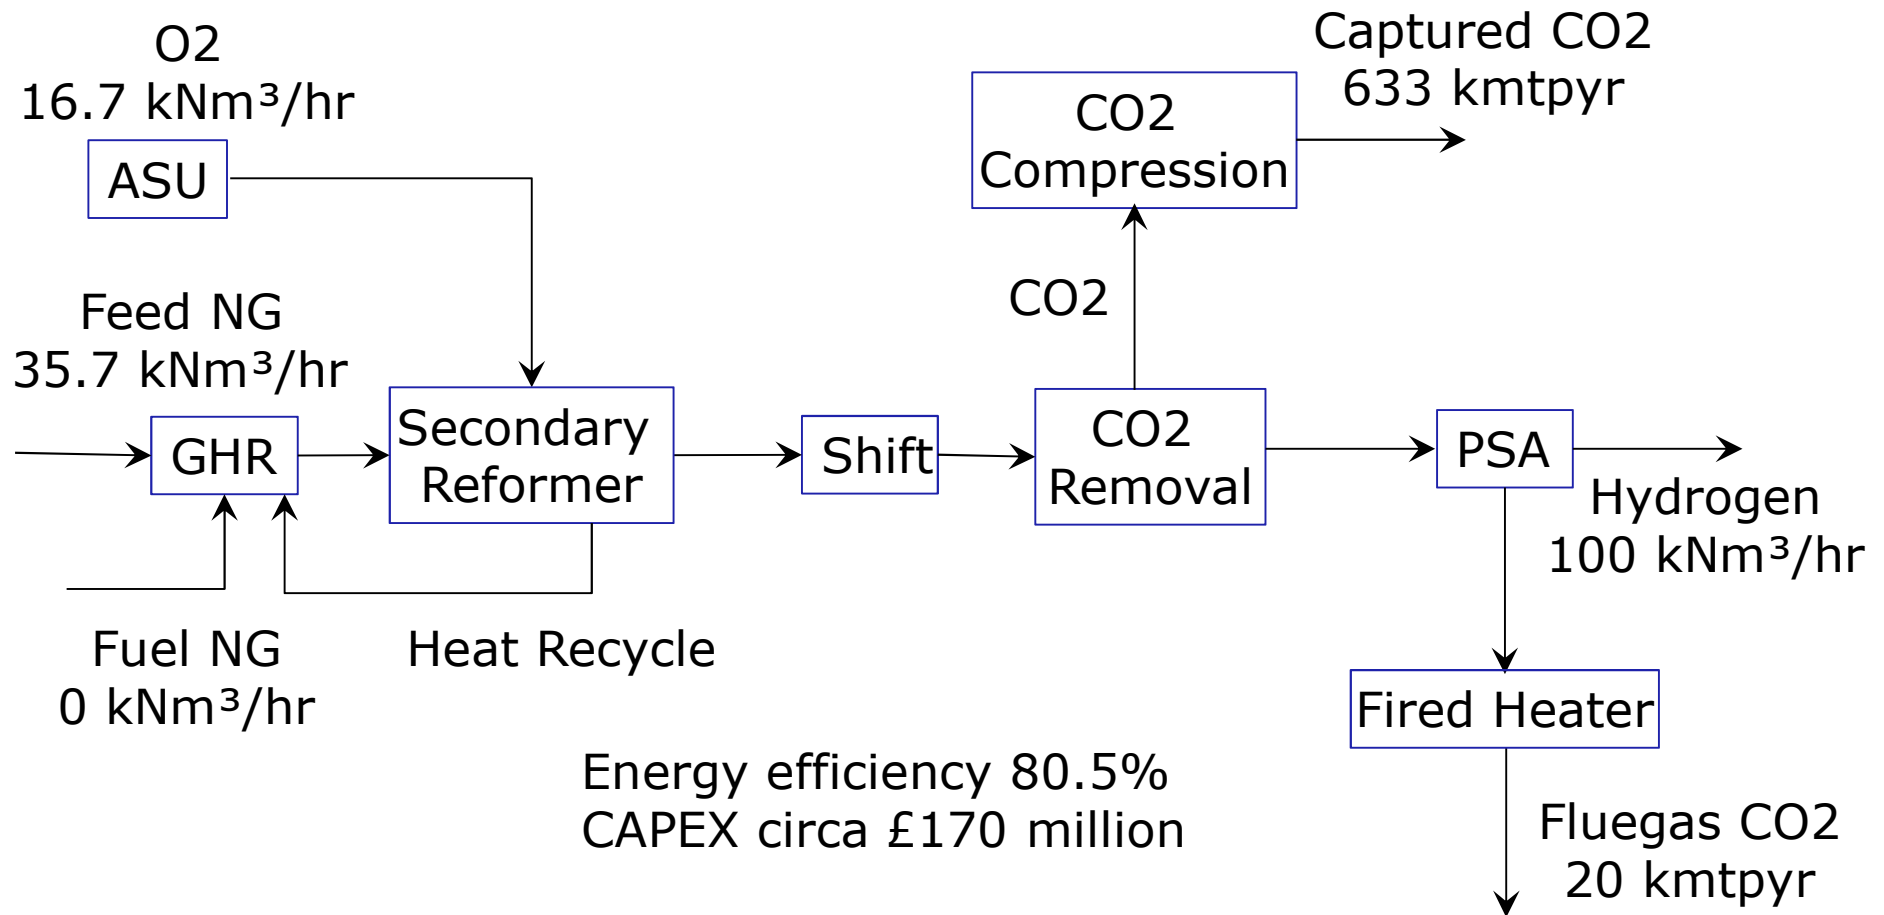 O2
16.7 kNm³/hr
ASU
Captured CO2
633 kmtpyr
CO2
Compression
CO2
Feed NG
35.7 kNm³/hr
GHR
Secondary
Reformer
Shift
CO2
Removal
PSA
Hydrogen
100 kNm³/hr
Fuel NG
0 kNm³/hr
Heat Recycle
Fired Heater
Energy efficiency 80.5%
CAPEX circa £170 million
Fluegas CO2
20 kmtpyr